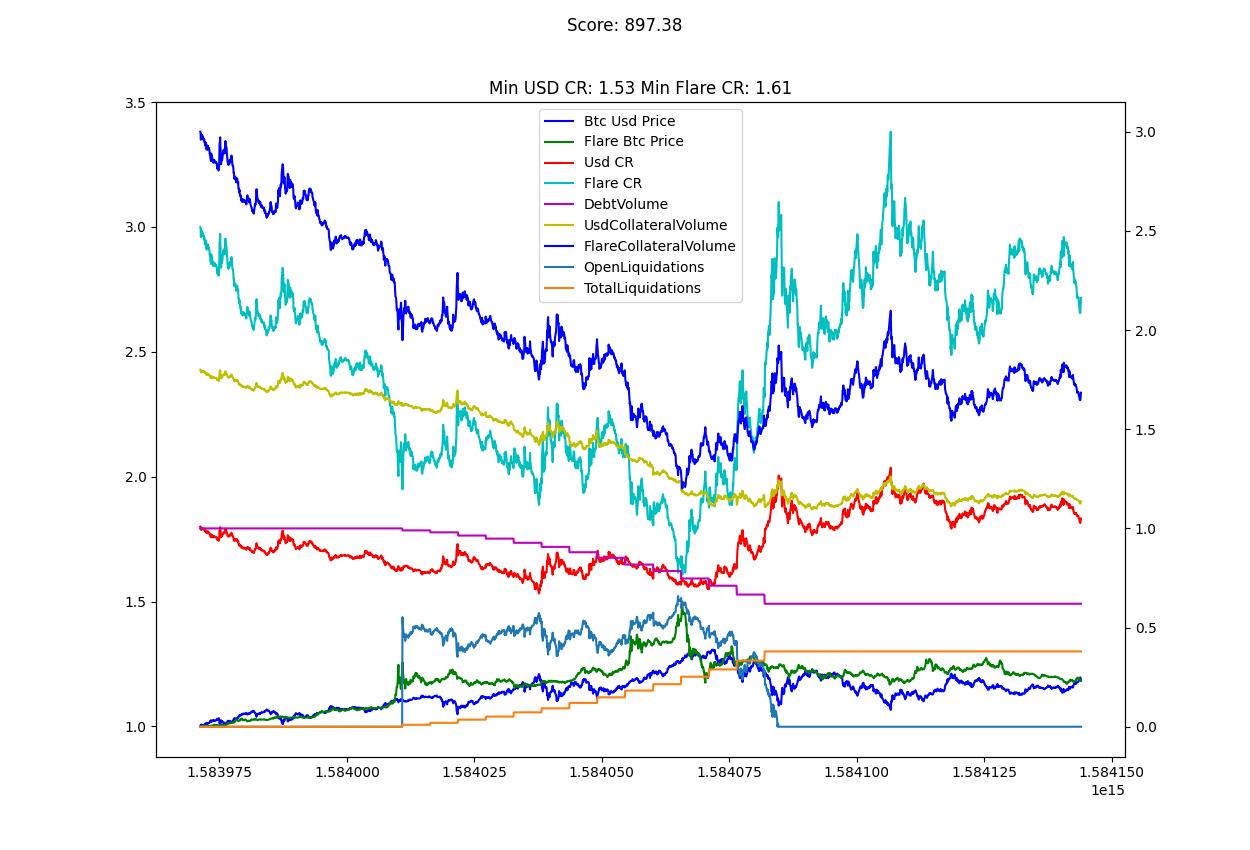 Score: 897.38
Min USD CR: 1.53 Min Flare CR: 1.61
3.5
3.0
2.5
2.0
1.5
1.0
Btc Usd Price
Flare Btc Price
Usd CR
Flare CR
DebtVolume
UsdCollateralVolume
FlareCollateralVolume
OpenLiquidations
TotalLiquidations
3.0
2.5
2.0
1.5
1.0
0.5
0.0
1.583975 1.584000 1.584025 1.584050 1.584075 1.584100 1.584125 1.584150
1e15